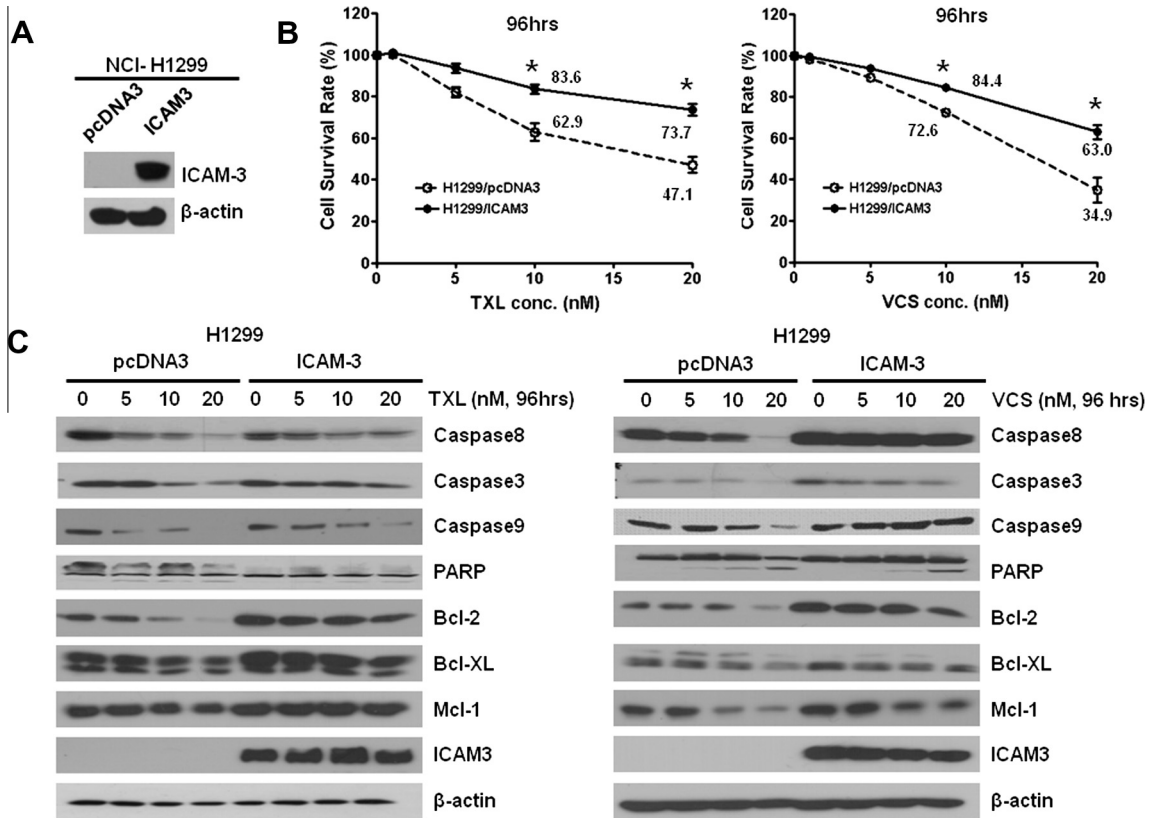 A
NCI-H1299
pcDNA3
ICAM3
ICAM-3
β-actin
B
96hrs
Cell Survival Rate (%)
120
100
80
60
40
20
0
*
*
83.6
62.9
73.7
47.1
H1299/pcDNA3
H1299/ICAM3
0 5 10 15 20
TXL conc. (nM)
96hrs
Cell Survival Rate (%)
120
100
80
60
40
20
0
*
*
84.4
72.6
63.0
34.9
H1299/pcDNA3
H1299/ICAM3
0 5 10 15 20
VCS conc. (nM)
C
H1299
pcDNA3 ICAM-3
0 5 10 20 0 5 10 20 TXL (nM, 96hrs)
Caspase8
Caspase3
Caspase9
PARP
Bcl-2
Bcl-XL
Mcl-1
ICAM3
β-actin
H1299
pcDNA3 ICAM-3
0 5 10 20 0 5 10 20 VCS (nM, 96 hrs)
Caspase8
Caspase3
Caspase9
PARP
Bcl-2
Bcl-XL
Mcl-1
ICAM3
β-actin